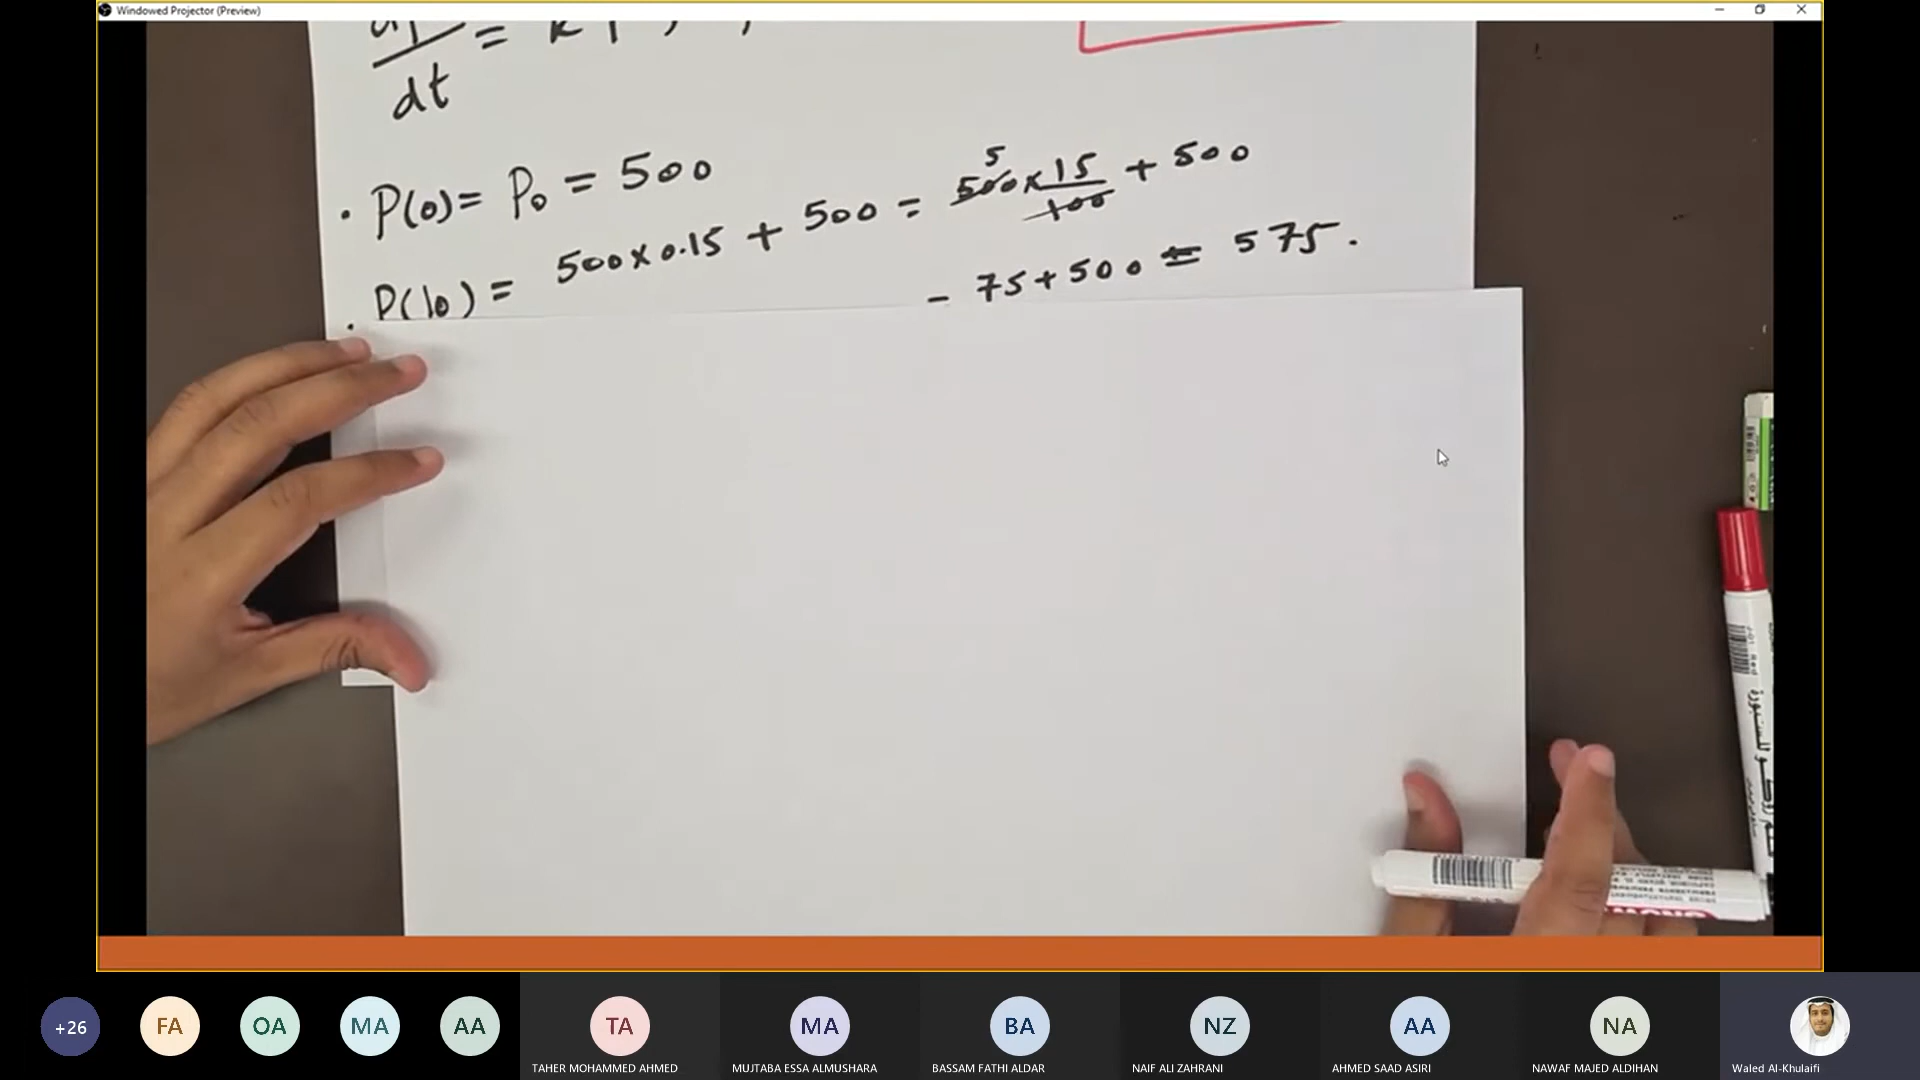 Windowed Projector (Preview)
dP/dt = kP
• P(0) = P₀ = 500
• P(10) = 500 x 0.15 + 500 = 500 x 15/100 + 500
5
= 75 + 500 = 575.
+26
FA
OA
MA
AA
TA
MA
BA
NZ
AA
NA
TAHER MOHAMMED AHMED
MUJTABA ESSA ALMUSHARA
BASSAM FATHI ALDAR
NAIF ALI ZAHRANI
AHMED SAAD ASIRI
NAWAF MAJED ALDIHAN
Waled Al-Khulaifi